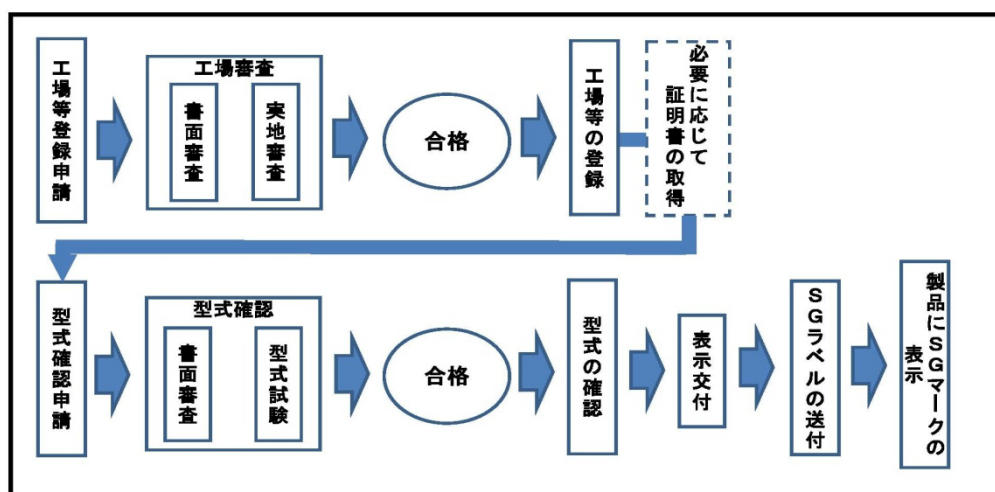 工場等登録申請
工場審査
書面審査
実地審査
合格
工場等の登録
必要に応じて
証明書の取得
型式確認申請
型式確認
書面審査
型式試験
合格
型式の確認
表示交付
SGラベルの送付
製品にSGマークの
表示